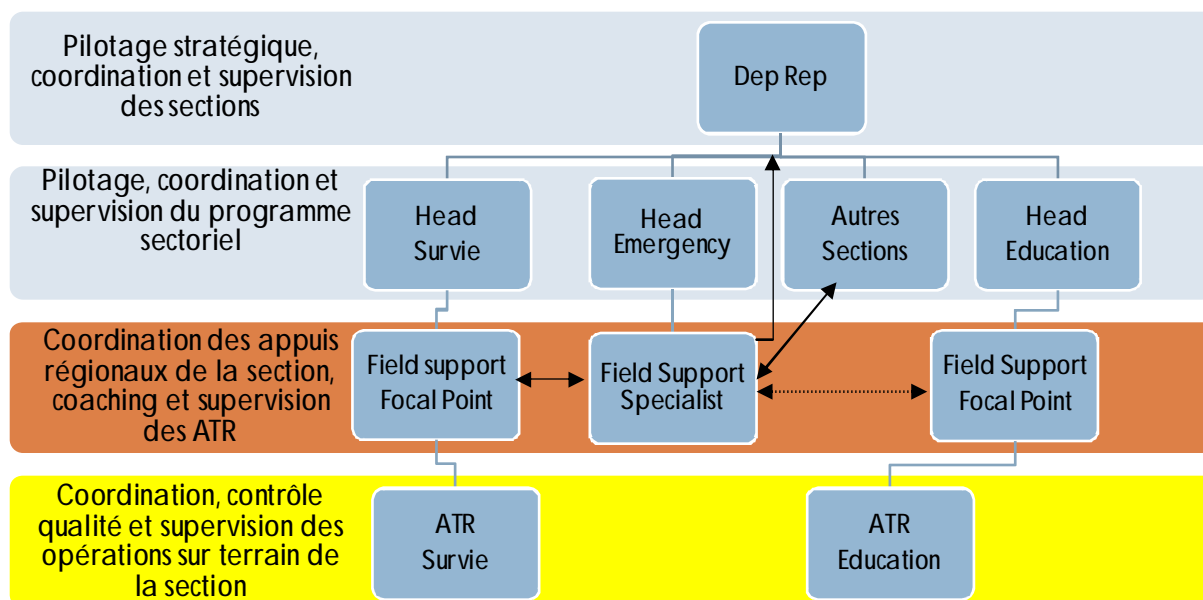 Pilotage stratégique,
coordination et supervision
des sections
Dep Rep
Pilotage, coordination et
supervision du programme
sectoriel
Head
Survie
Head
Emergency
Autres
Sections
Head
Education
Coordination des appuis
régionaux de la section,
coaching et supervision
des ATR
Field support
Focal Point
Field Support
Specialist
Field Support
Focal Point
Coordination, contrôle
qualité et supervision des
opérations sur terrain de
la section
ATR
Survie
ATR
Education